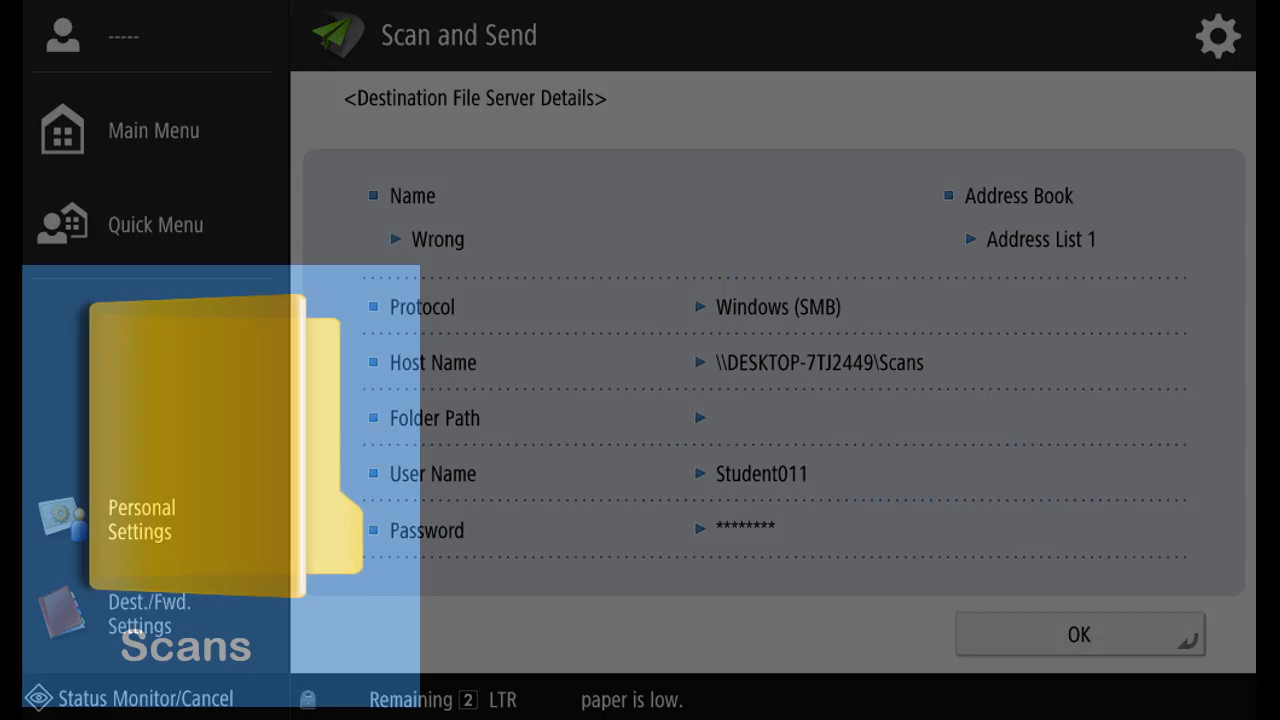 -----
Scan and Send
<Destination File Server Details>
Main Menu
Quick Menu
Name
Address Book
Wrong
Address List 1
Protocol
Windows (SMB)
Host Name
\\DESKTOP-7TJ2449\Scans
Folder Path
User Name
Student011
Password
********
Personal
Settings
Dest./Fwd.
Settings
Scans
OK
Status Monitor/Cancel
Remaining 2 LTR paper is low.